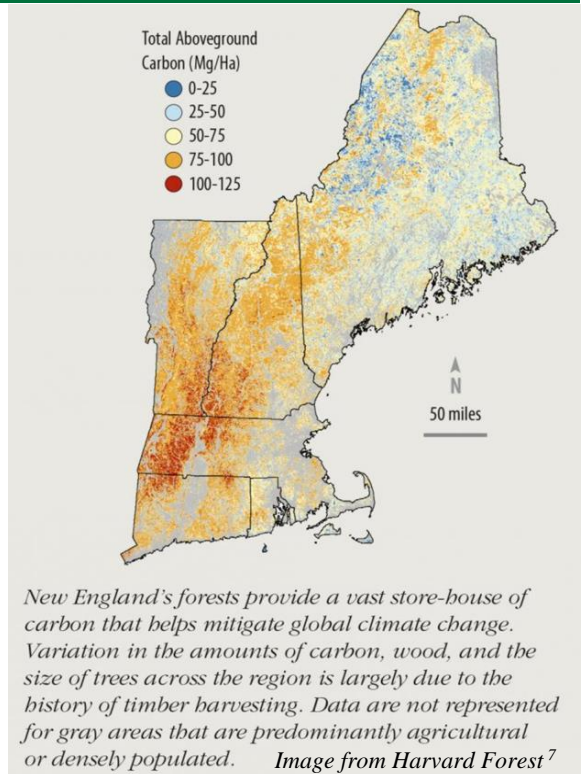 Total Aboveground
Carbon (Mg/Ha)
0-25
25-50
50-75
75-100
100-125
N
50 miles
New England's forests provide a vast store-house of
carbon that helps mitigate global climate change.
Variation in the amounts of carbon, wood, and the
size of trees across the region is largely due to the
history of timber harvesting. Data are not represented
for gray areas that are predominantly agricultural
or densely populated. Image from Harvard Forest 7